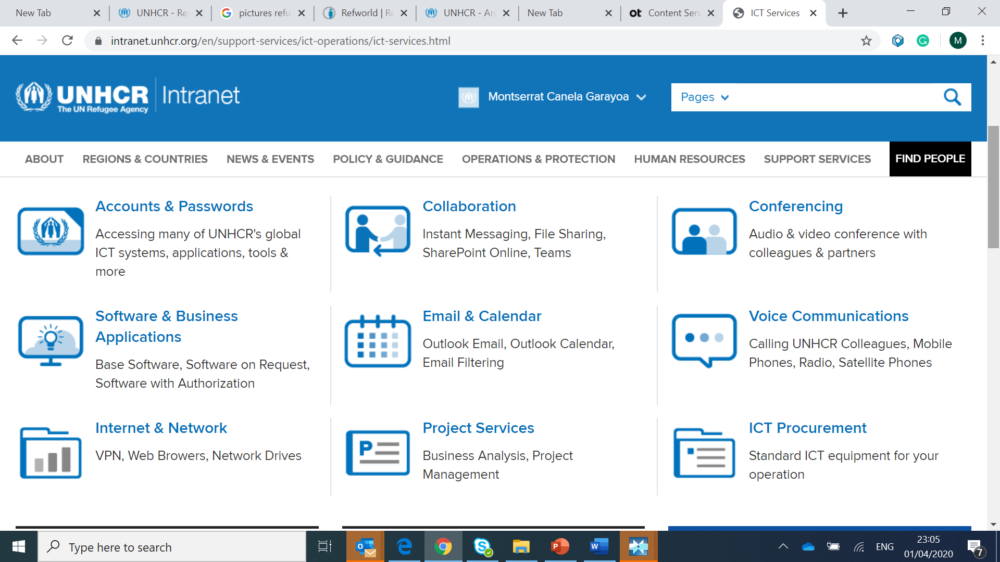 New Tab
UNHCR - Re
pictures refu
Refworld | Re
UNHCR - Arc
New Tab
ot Content Serv
ICT Services
intranet.unhcr.org/en/support-services/ict-operations/ict-services.html
M
UNHCR
The UN Refugee Agency
Intranet
Montserrat Canela Garayoa
Pages
ABOUT REGIONS & COUNTRIES NEWS & EVENTS POLICY & GUIDANCE OPERATIONS & PROTECTION HUMAN RESOURCES SUPPORT SERVICES FIND PEOPLE
Accounts & Passwords
Accessing many of UNHCR's global
ICT systems, applications, tools &
more
Collaboration
Instant Messaging, File Sharing,
SharePoint Online, Teams
Conferencing
Audio & video conference with
colleagues & partners
Software & Business
Applications
Base Software, Software on Request,
Software with Authorization
Email & Calendar
Outlook Email, Outlook Calendar,
Email Filtering
Voice Communications
Calling UNHCR Colleagues, Mobile
Phones, Radio, Satellite Phones
Internet & Network
VPN, Web Browers, Network Drives
P
Project Services
Business Analysis, Project
Management
ICT Procurement
Standard ICT equipment for your
operation
Type here to search
ENG
23:05
01/04/2020
7